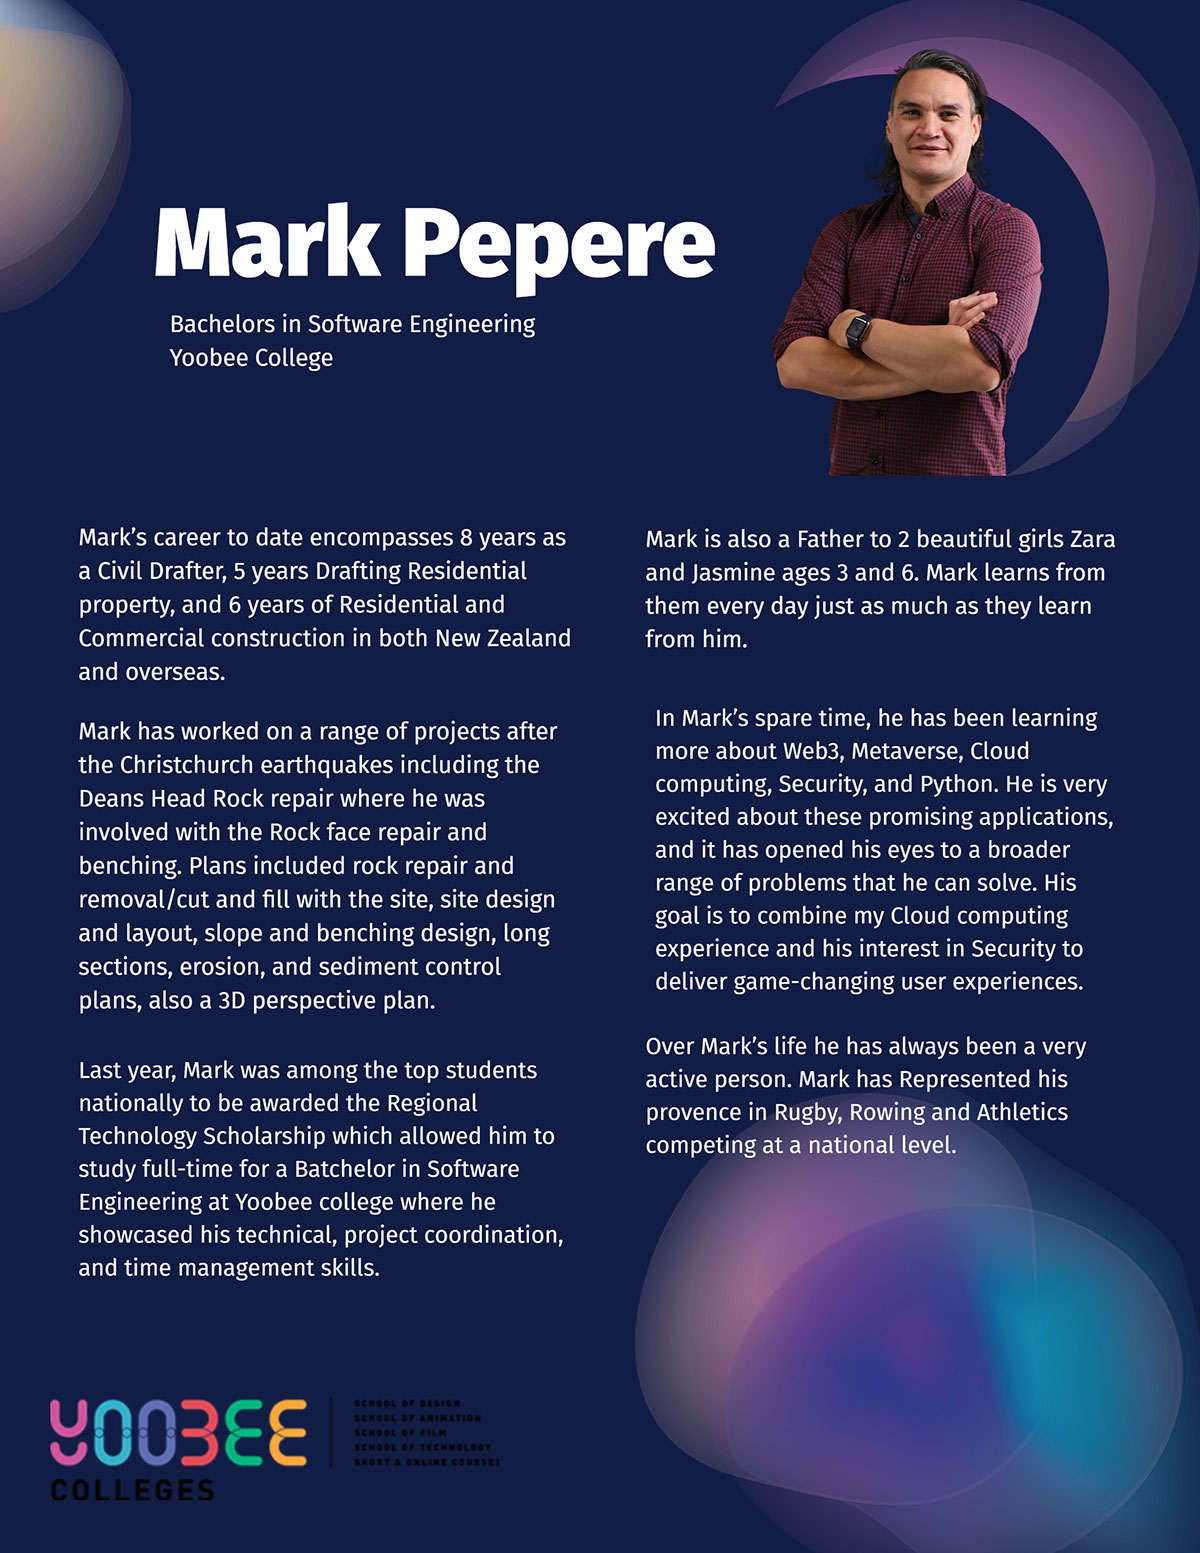 Mark Pepere
Bachelors in Software Engineering
Yoobee College
Mark’s career to date encompasses 8 years as
a Civil Drafter, 5 years Drafting Residential
property, and 6 years of Residential and
Commercial construction in both New Zealand
and overseas.
Mark has worked on a range of projects after
the Christchurch earthquakes including the
Deans Head Rock repair where he was
involved with the Rock face repair and
benching. Plans included rock repair and
removal/cut and fill with the site, site design
and layout, slope and benching design, long
sections, erosion, and sediment control
plans, also a 3D perspective plan.
Last year, Mark was among the top students
nationally to be awarded the Regional
Technology Scholarship which allowed him to
study full-time for a Batchelor in Software
Engineering at Yoobee college where he
showcased his technical, project coordination,
and time management skills.
Mark is also a Father to 2 beautiful girls Zara
and Jasmine ages 3 and 6. Mark learns from
them every day just as much as they learn
from him.
In Mark’s spare time, he has been learning
more about Web3, Metaverse, Cloud
computing, Security, and Python. He is very
excited about these promising applications,
and it has opened his eyes to a broader
range of problems that he can solve. His
goal is to combine my Cloud computing
experience and his interest in Security to
deliver game-changing user experiences.
Over Mark’s life he has always been a very
active person. Mark has Represented his
provence in Rugby, Rowing and Athletics
competing at a national level.
YOOBEE
COLLEGES
SCHOOL OF DESIGN
SCHOOL OF ANIMATION
SCHOOL OF FILM
SCHOOL OF TECHNOLOGY
SHORT & ONLINE COURSES